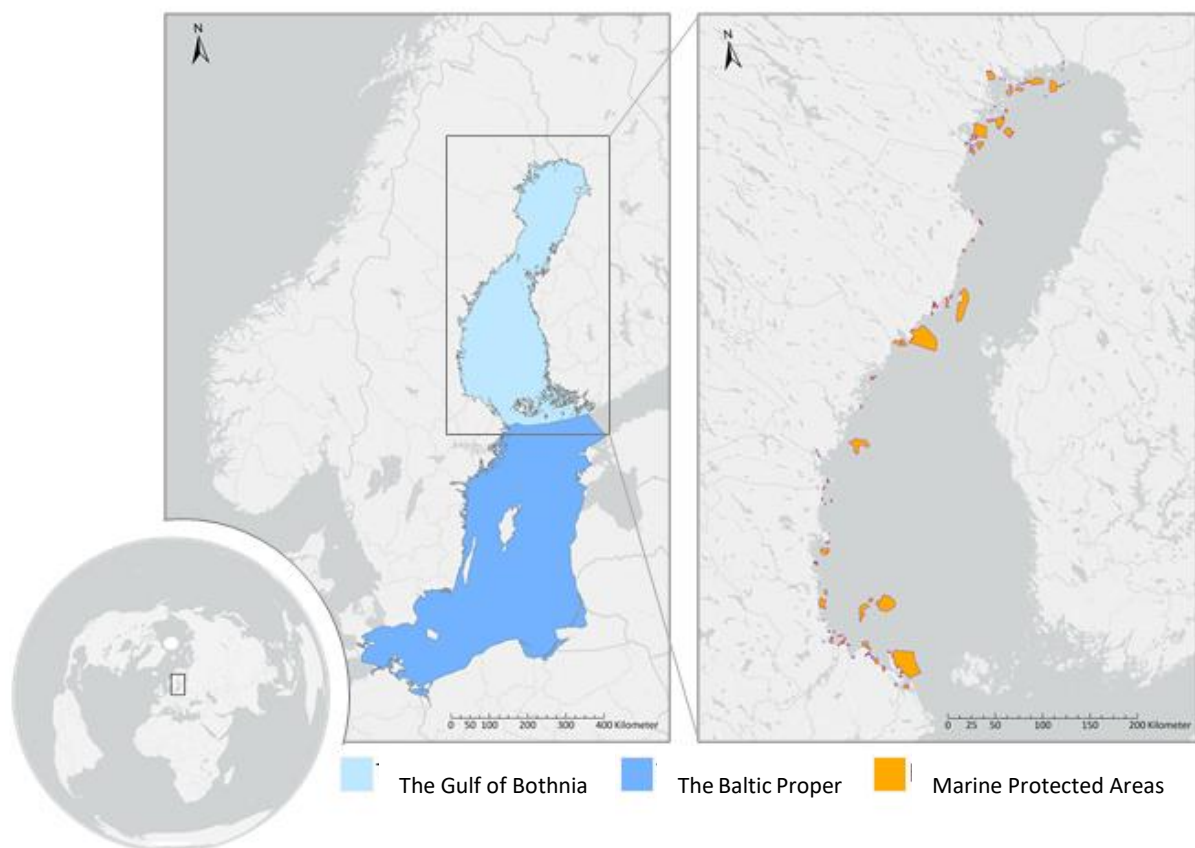 N
N
0 50 100 200 300 400 Kilometer
0 25 50 100 150 200 Kilometer
The Gulf of Bothnia
The Baltic Proper
Marine Protected Areas